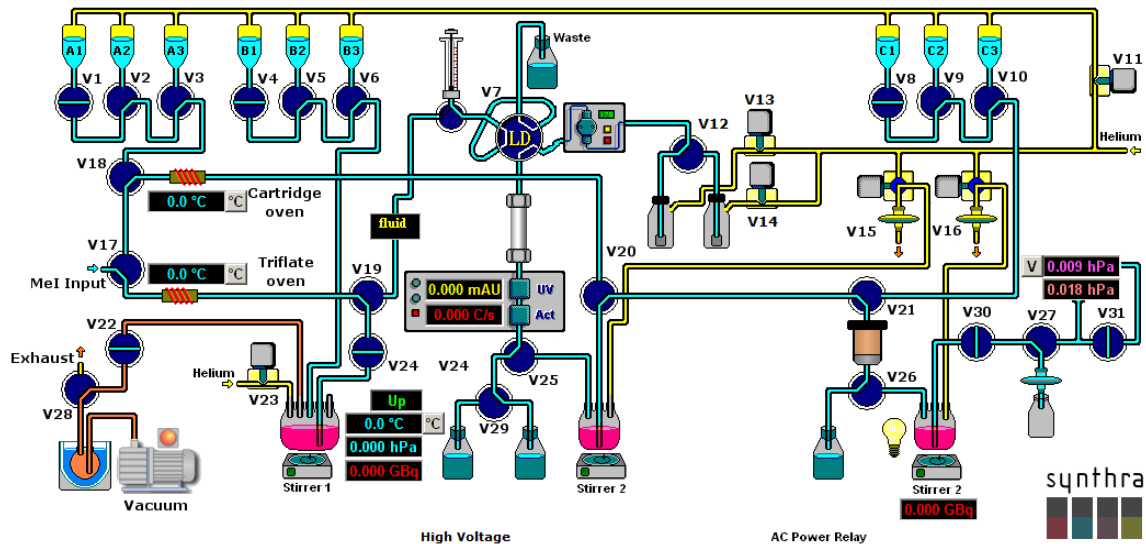 A1 A2 A3 B1 B2 B3 C1 C2 C3
V1 V2 V3 V4 V5 V6 V7 V8 V9 V10 V11
Waste
LD
V12 V13 V14
Helium
V18
0.0 °C °C Cartridge
oven
fluid
V15 V16
V17
MeI Input
0.0 °C °C Triflate
oven
V19
V20
0.000 mAU UV
0.000 C/s Act
V 0.009 hPa
0.018 hPa
V21
V30 V27 V31
V22
Exhaust
V28
Helium
V23
V24
V24
V25
V26
V29
Up
0.0 °C °C
0.000 hPa
0.000 GBq
Stirrer 1
Stirrer 2
Stirrer 2
0.000 GBq
Vacuum
synthra
High Voltage
AC Power Relay